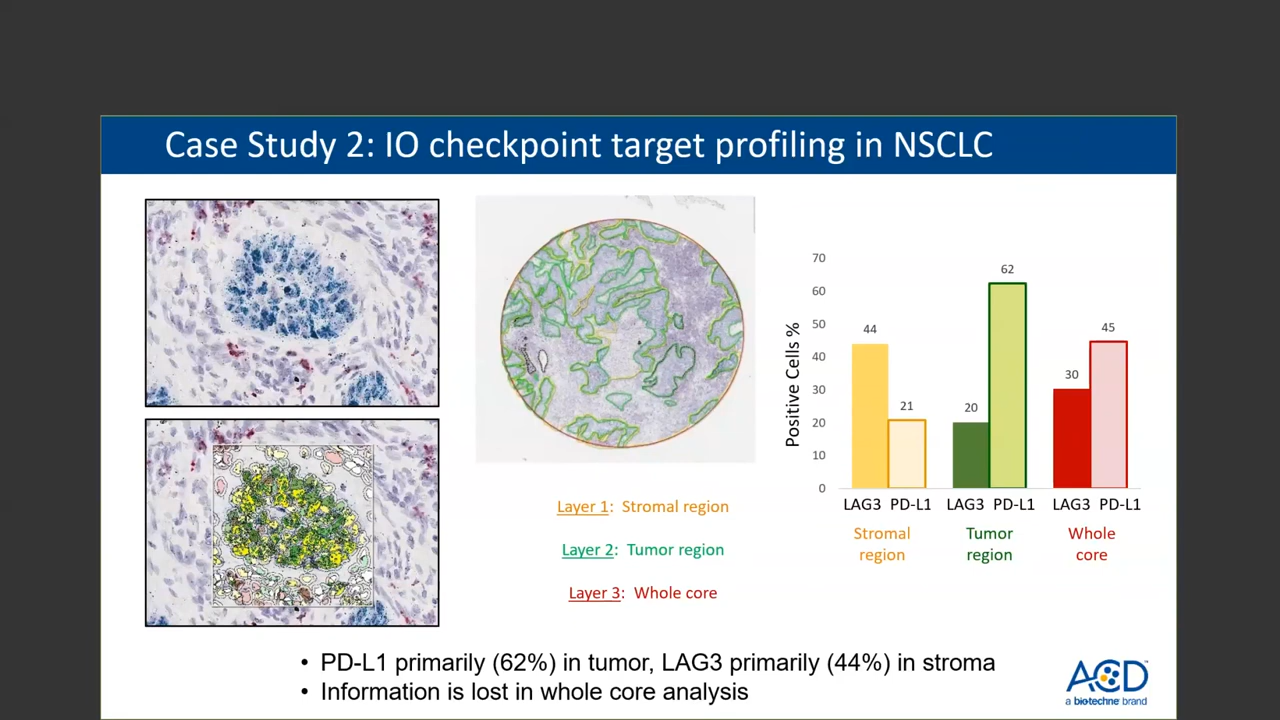 Case Study 2: IO checkpoint target profiling in NSCLC
Layer 1: Stromal region
Layer 2: Tumor region
Layer 3: Whole core
Positive Cells %
70
60
50
40
30
20
10
0
44
21
20
62
30
45
LAG3 PD-L1 LAG3 PD-L1 LAG3 PD-L1
Stromal region
Tumor region
Whole core
• PD-L1 primarily (62%) in tumor, LAG3 primarily (44%) in stroma
• Information is lost in whole core analysis
ACD™
a biotechne brand